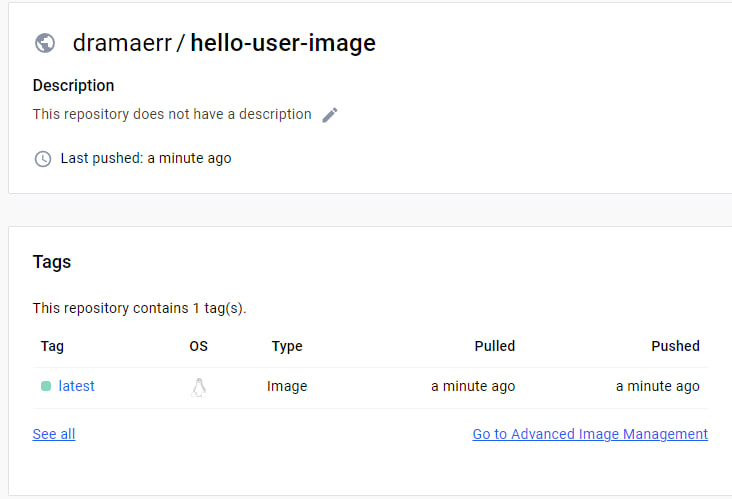 dramaerr / hello-user-image
Description
This repository does not have a description
Last pushed: a minute ago
Tags
This repository contains 1 tag(s).
Tag OS Type Pulled Pushed
latest Image a minute ago a minute ago
See all Go to Advanced Image Management